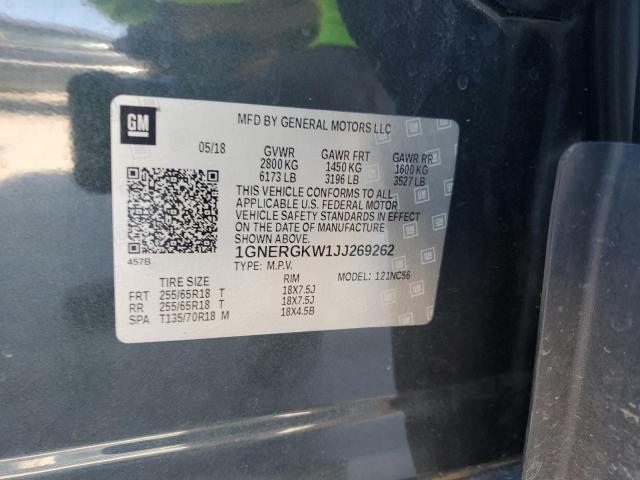 GM
MFD BY GENERAL MOTORS LLC
05/18 GVWR GAWR FRT GAWR RR
2800 KG 1450 KG 1600 KG
6173 LB 3196 LB 3527 LB
THIS VEHICLE CONFORMS TO ALL
APPLICABLE U.S. FEDERAL MOTOR
VEHICLE SAFETY STANDARDS IN EFFECT
ON THE DATE OF MANUFACTURE
SHOWN ABOVE.
457B 1GNERGKW1JJ269262
TYPE: M.P.V. MODEL: 121NC56
TIRE SIZE RIM
FRT 255/65R18 T 18X7.5J
RR 255/65R18 T 18X7.5J
SPA T135/70R18 M 18X4.5B